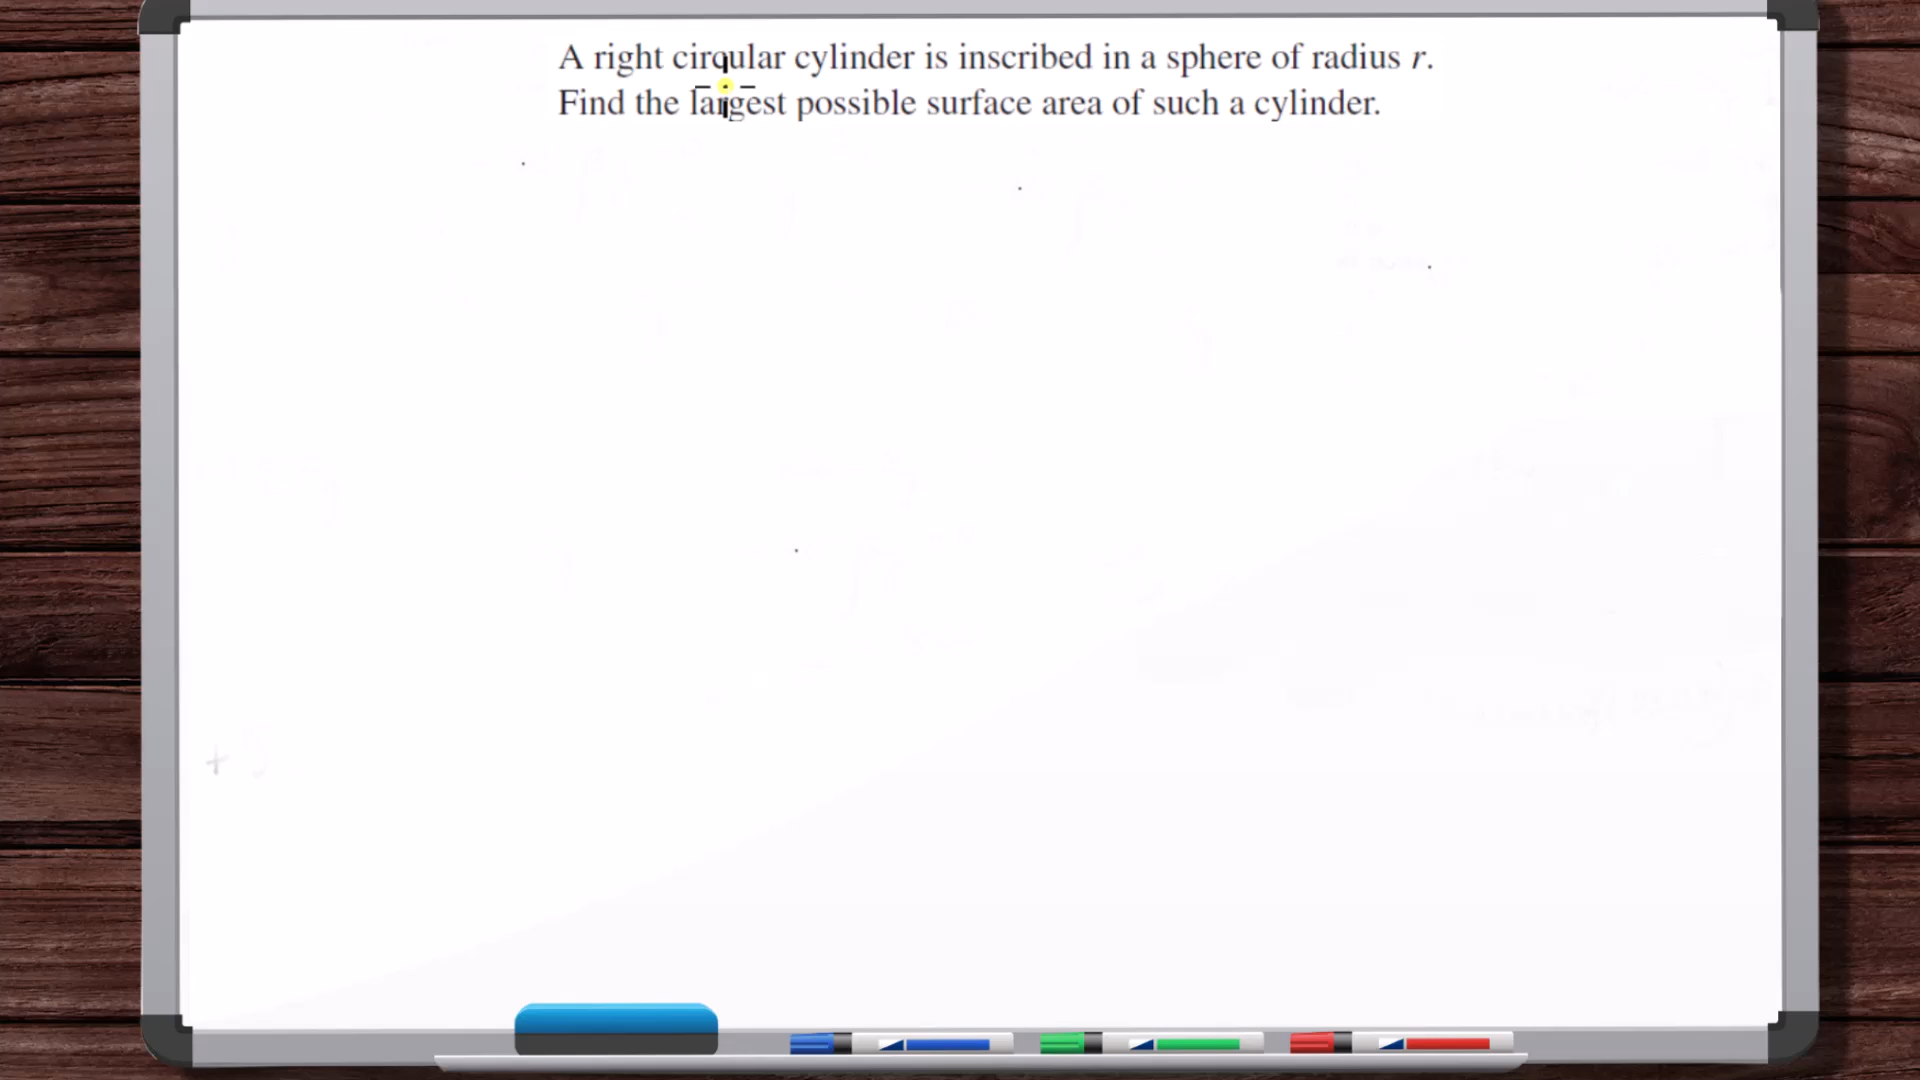 A right circular cylinder is inscribed in a sphere of radius r.
Find the largest possible surface area of such a cylinder.